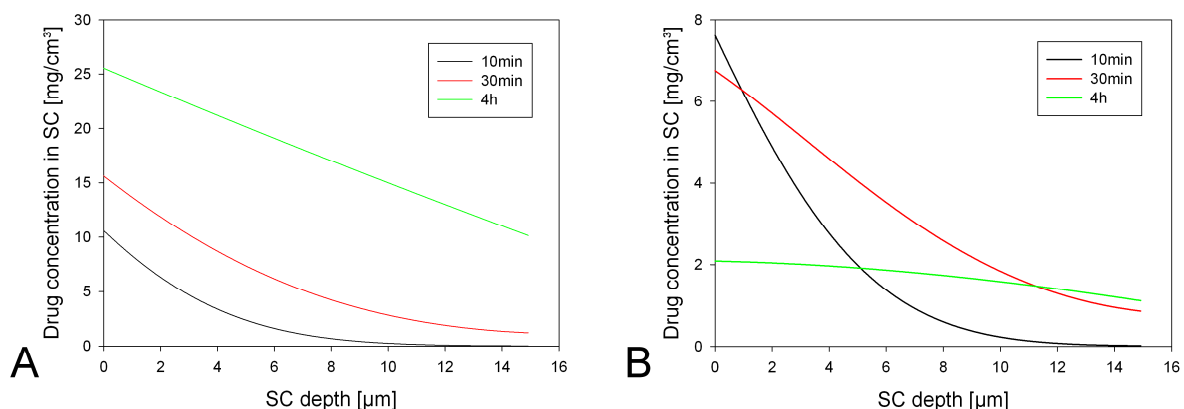 Drug concentration in SC [mg/cm³]
30
25
20
15
10
5
0
10min
30min
4h
0 2 4 6 8 10 12 14 16
SC depth [µm]
A
Drug concentration in SC [mg/cm³]
8
6
4
2
0
10min
30min
4h
0 2 4 6 8 10 12 14 16
SC depth [µm]
B